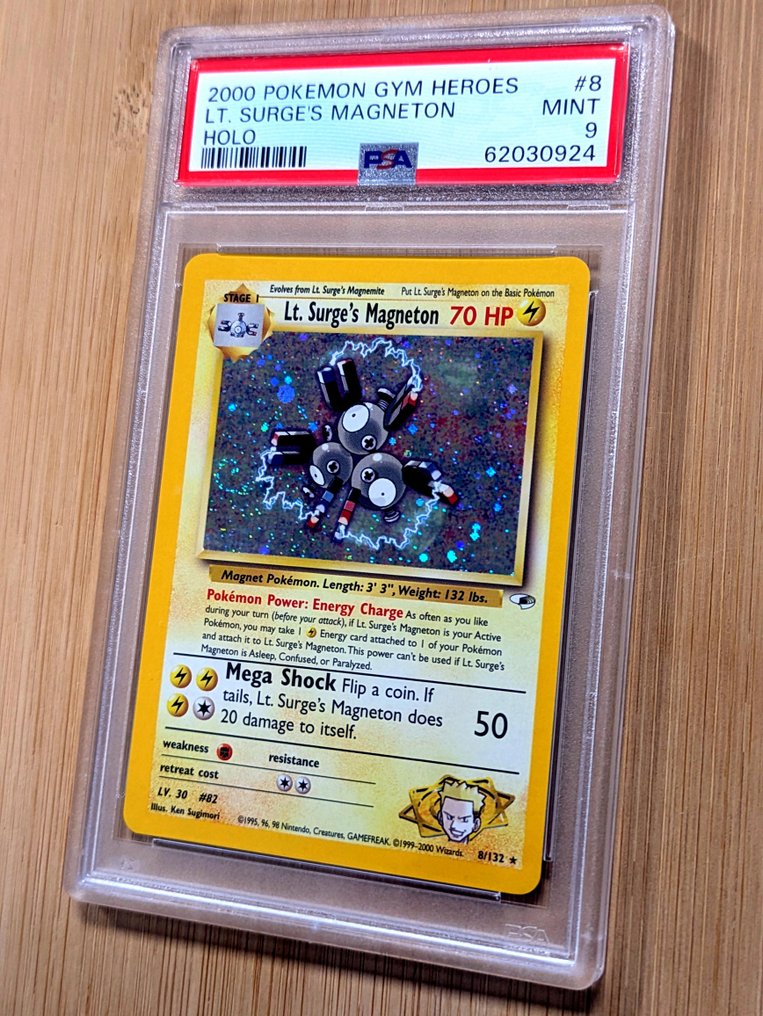 2000 POKEMON GYM HEROES #8
LT. SURGE'S MAGNETON MINT
HOLO 9
PSA 62030924
STAGE 1
Evolves from Lt. Surge's Magnemite Put Lt. Surge's Magneton on the Basic Pokémon
Lt. Surge's Magneton 70 HP
Magnet Pokémon. Length: 3' 3", Weight: 132 lbs.
Pokémon Power: Energy Charge As often as you like
during your turn (before your attack), if Lt. Surge's Magneton is your Active
Pokémon, you may take 1 Energy card attached to 1 of your Pokémon
and attach it to Lt. Surge's Magneton. This power can't be used if Lt. Surge's
Magneton is Asleep, Confused, or Paralyzed.
Mega Shock Flip a coin. If
tails, Lt. Surge's Magneton does
20 damage to itself.
50
weakness
resistance
retreat cost
LV. 30 #82
Illus. Ken Sugimori
©1995, 96, 98 Nintendo, Creatures, GAMEFREAK. ©1999-2000 Wizards.
8/132 ★
PSA